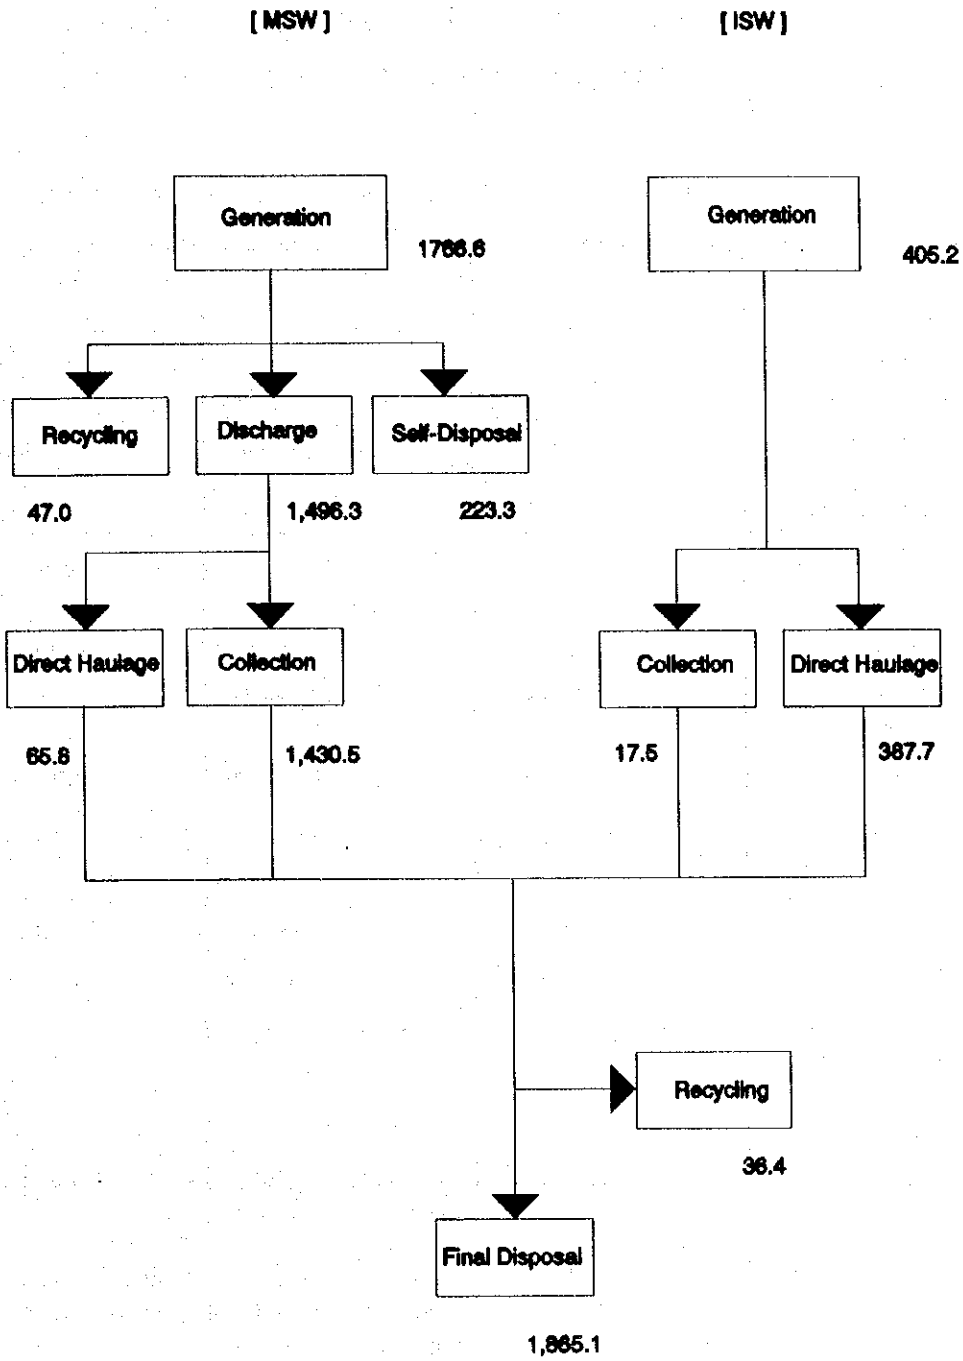 [ MSW ]
[ ISW ]
Generation
1766.6
Generation
405.2
Recycling
47.0
Discharge
1,496.3
Self-Disposal
223.3
Direct Haulage
65.8
Collection
1,430.5
Collection
17.5
Direct Haulage
387.7
Recycling
36.4
Final Disposal
1,865.1